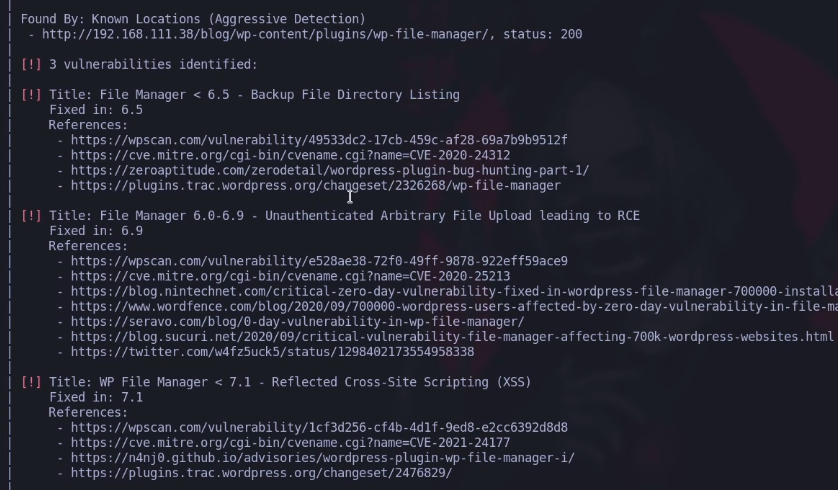 | Found By: Known Locations (Aggressive Detection)
|  - http://192.168.111.38/blog/wp-content/plugins/wp-file-manager/, status: 200
|
| [!] 3 vulnerabilities identified:
|
| [!] Title: File Manager < 6.5 - Backup File Directory Listing
|     Fixed in: 6.5
|     References:
|      - https://wpscan.com/vulnerability/49533dc2-17cb-459c-af28-69a7b9b9512f
|      - https://cve.mitre.org/cgi-bin/cvename.cgi?name=CVE-2020-24312
|      - https://zeroaptitude.com/zerodetail/wordpress-plugin-bug-hunting-part-1/
|      - https://plugins.trac.wordpress.org/changeset/2326268/wp-file-manager
|
| [!] Title: File Manager 6.0-6.9 - Unauthenticated Arbitrary File Upload leading to RCE
|     Fixed in: 6.9
|     References:
|      - https://wpscan.com/vulnerability/e528ae38-72f0-49ff-9878-922eff59ace9
|      - https://cve.mitre.org/cgi-bin/cvename.cgi?name=CVE-2020-25213
|      - https://blog.nintechnet.com/critical-zero-day-vulnerability-fixed-in-wordpress-file-manager-700000-installa
|      - https://www.wordfence.com/blog/2020/09/700000-wordpress-users-affected-by-zero-day-vulnerability-in-file-ma
|      - https://seravo.com/blog/0-day-vulnerability-in-wp-file-manager/
|      - https://blog.sucuri.net/2020/09/critical-vulnerability-file-manager-affecting-700k-wordpress-websites.html
|      - https://twitter.com/w4fz5uck5/status/1298402173554958338
|
| [!] Title: WP File Manager < 7.1 - Reflected Cross-Site Scripting (XSS)
|     Fixed in: 7.1
|     References:
|      - https://wpscan.com/vulnerability/1cf3d256-cf4b-4d1f-9ed8-e2cc6392d8d8
|      - https://cve.mitre.org/cgi-bin/cvename.cgi?name=CVE-2021-24177
|      - https://n4nj0.github.io/advisories/wordpress-plugin-wp-file-manager-i/
|      - https://plugins.trac.wordpress.org/changeset/2476829/